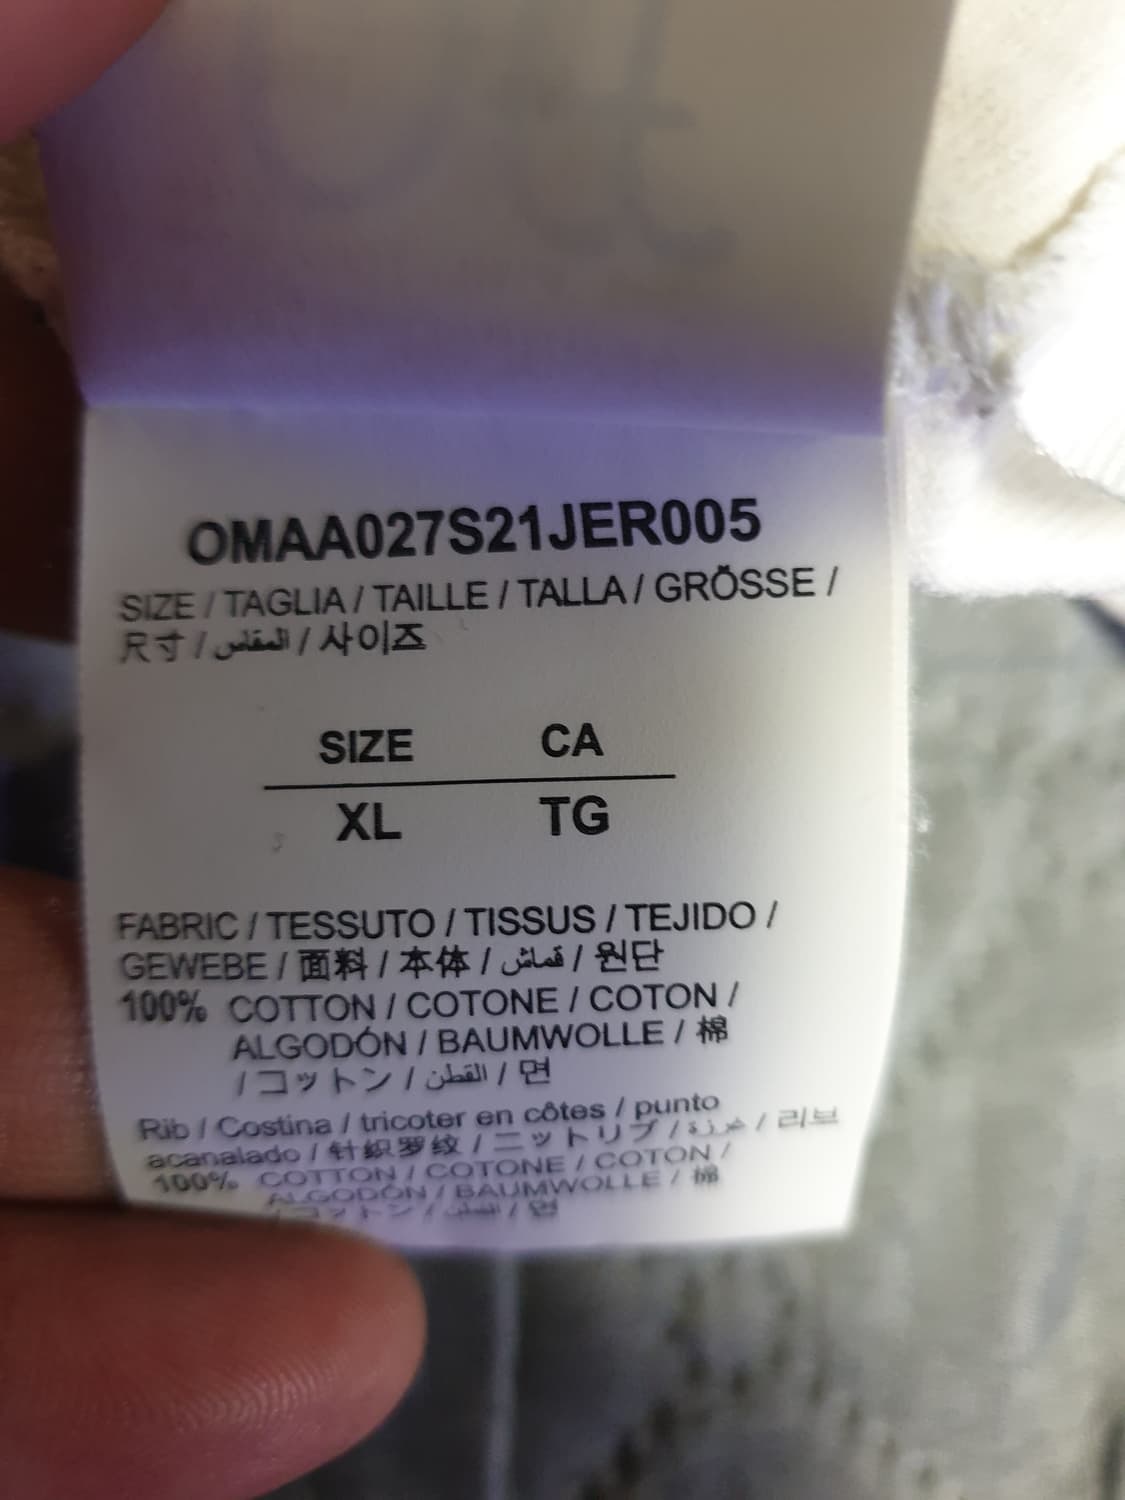 OMAA027S21JER005
SIZE / TAGLIA / TAILLE / TALLA / GRÖSSE /
尺寸 / المقاس / 사이즈
SIZE CA
XL TG
FABRIC / TESSUTO / TISSUS / TEJIDO /
GEWEBE / 面料 / 本体 / قماش / 원단
100% COTTON / COTONE / COTON /
ALGODÓN / BAUMWOLLE / 棉
/ コットン / القطن / 면
Rib / Costina / tricoter en côtes / punto
acanalado / 针织罗纹 / ニットリブ / غرزة / 리브
100% COTTON / COTONE / COTON /
ALGODÓN / BAUMWOLLE / 棉
/ コットン / القطن / 면